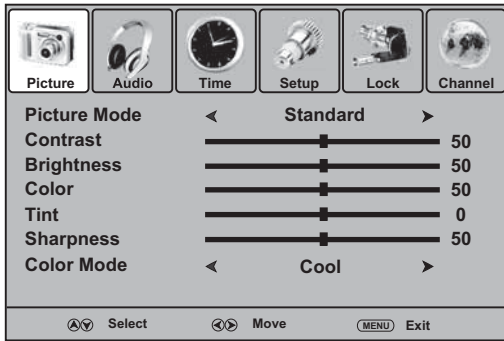 Picture Audio Time Setup Lock Channel
Picture Mode Standard
Contrast 50
Brightness 50
Color 50
Tint 0
Sharpness 50
Color Mode Cool
Select Move MENU Exit